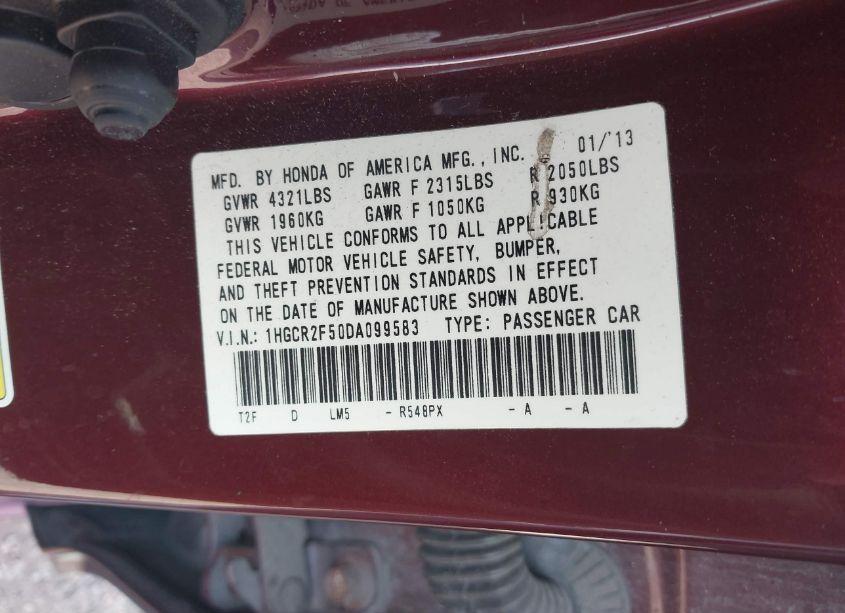 MFD. BY HONDA OF AMERICA MFG., INC. 01/'13
GVWR 4321LBS GAWR F 2315LBS R 2050LBS
GVWR 1960KG GAWR F 1050KG R 930KG
THIS VEHICLE CONFORMS TO ALL APPLICABLE
FEDERAL MOTOR VEHICLE SAFETY, BUMPER,
AND THEFT PREVENTION STANDARDS IN EFFECT
ON THE DATE OF MANUFACTURE SHOWN ABOVE.
V.I.N.: 1HGCR2F50DA099583 TYPE: PASSENGER CAR
T2F D LM5 - R548PX - A - A